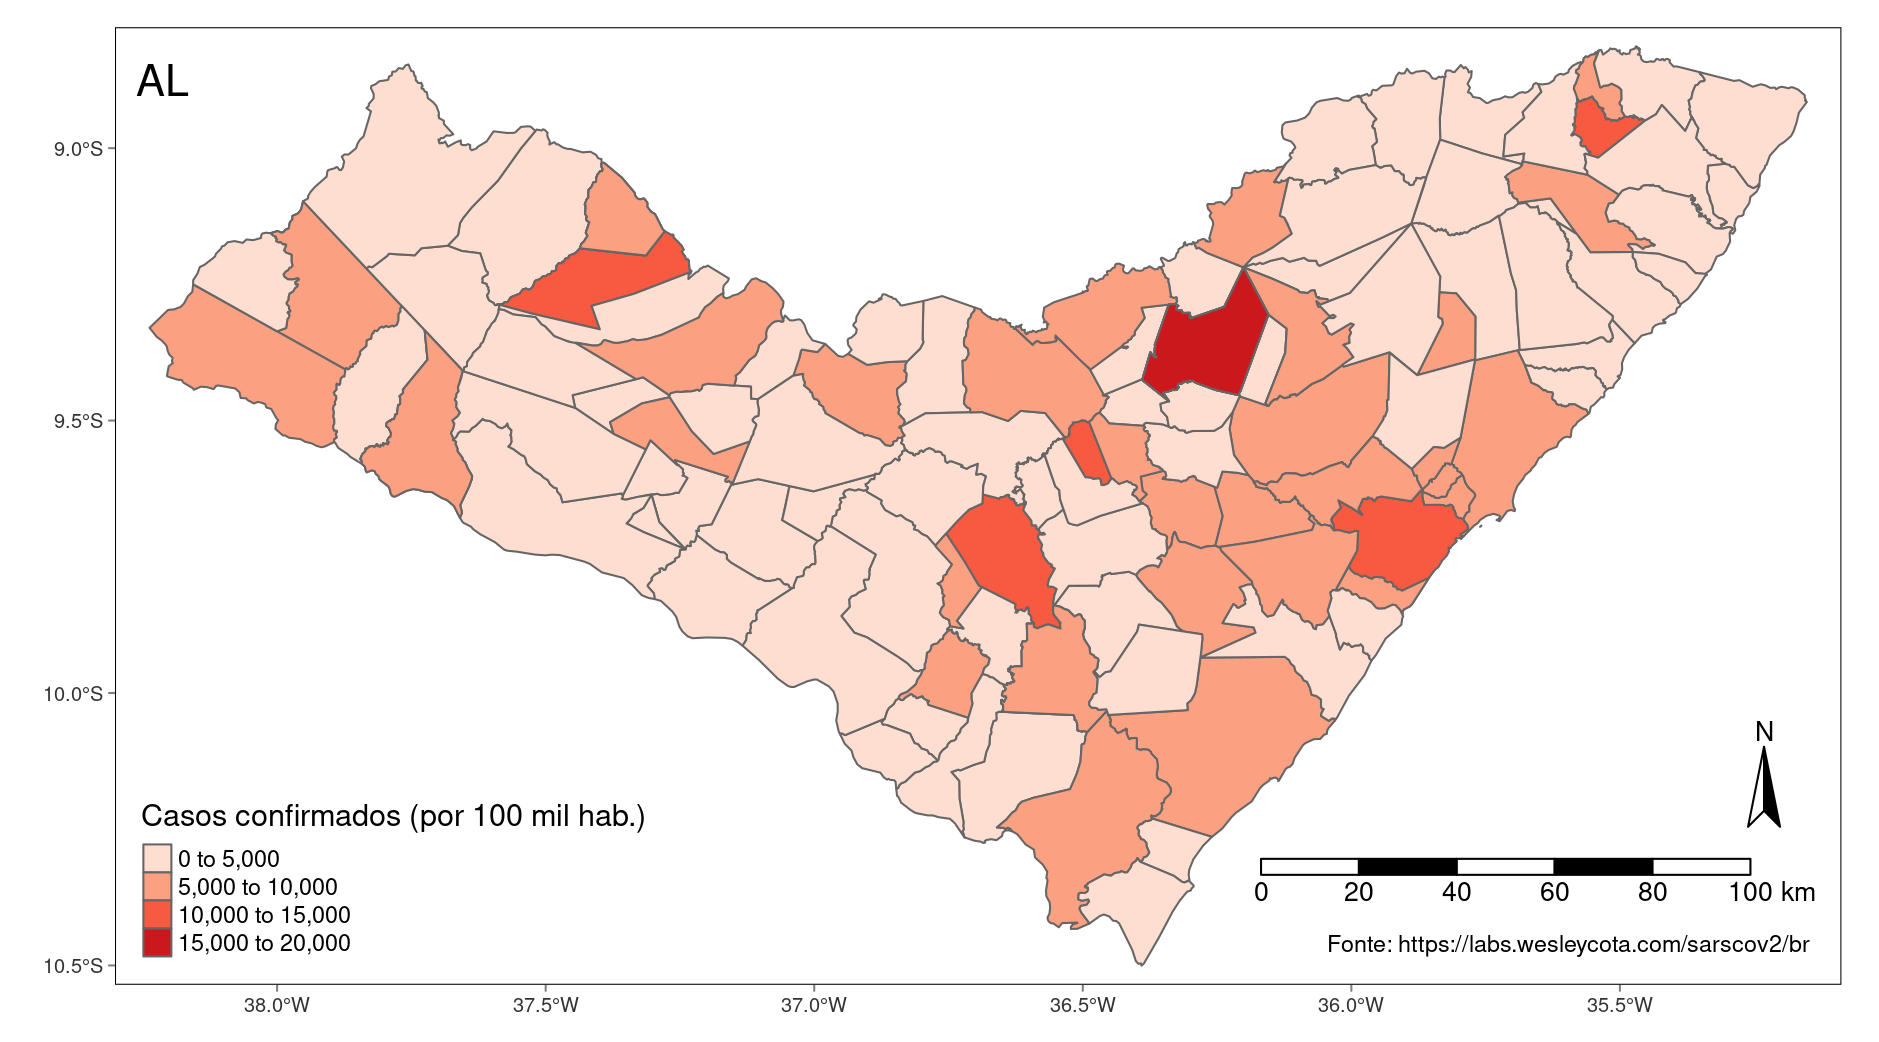 AL
9.0°S
9.5°S
10.0°S
10.5°S
N
Casos confirmados (por 100 mil hab.)
0 to 5,000
5,000 to 10,000
10,000 to 15,000
15,000 to 20,000
0 20 40 60 80 100 km
Fonte: https://labs.wesleycota.com/sarscov2/br
38.0°W 37.5°W 37.0°W 36.5°W 36.0°W 35.5°W